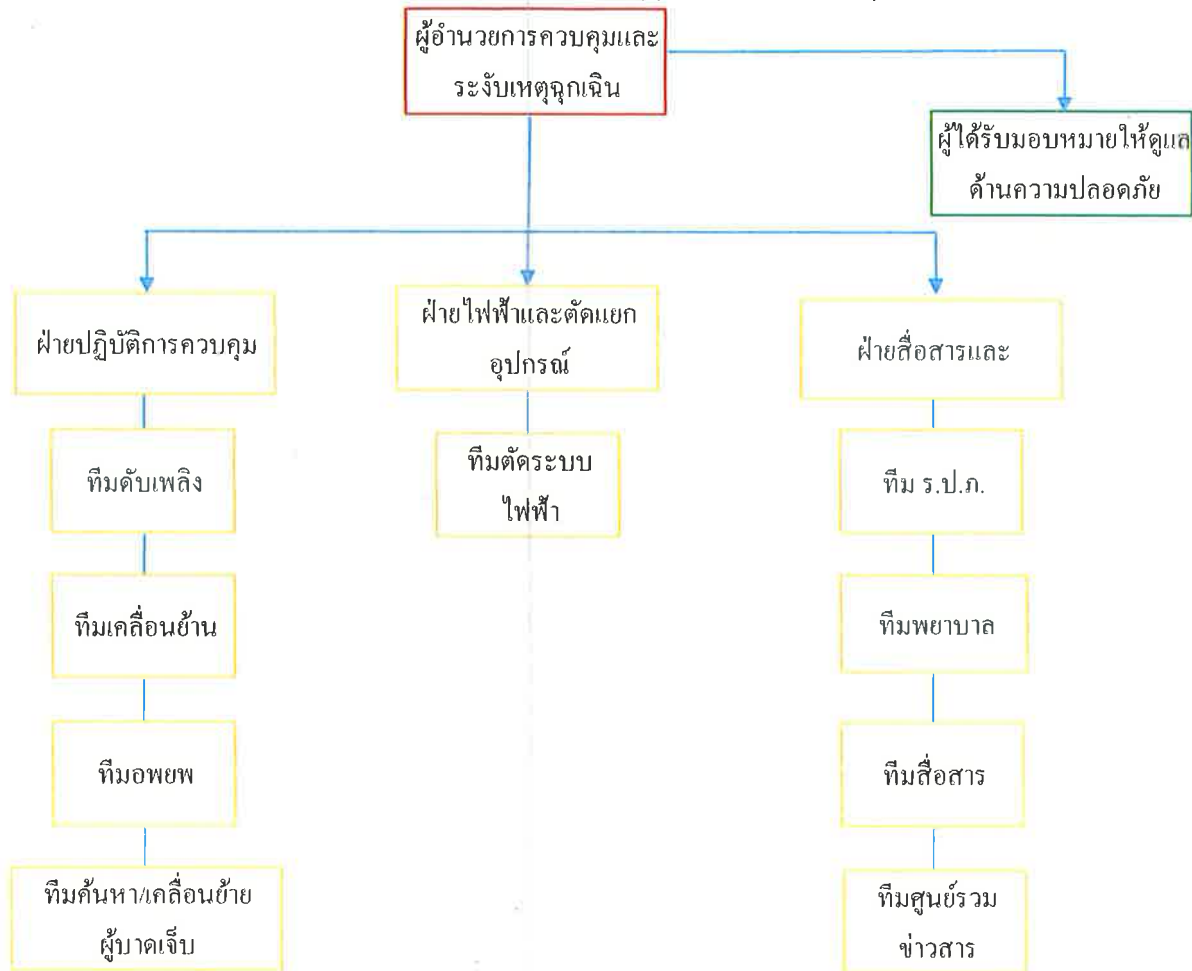 ผู้อำนวยการควบคุมและ
ระงับเหตุฉุกเฉิน
ผู้ได้รับมอบหมายให้ดูแล
ด้านความปลอดภัย
ฝ่ายปฏิบัติการควบคุม
ฝ่ายไฟฟ้าและตัดแยก
อุปกรณ์
ฝ่ายสื่อสารและ
ทีมดับเพลิง
ทีมตัดระบบ
ไฟฟ้า
ทีม ร.ป.ภ.
ทีมเคลื่อนย้าน
ทีมพยาบาล
ทีมอพยพ
ทีมสื่อสาร
ทีมค้นหา/เคลื่อนย้าย
ผู้บาดเจ็บ
ทีมศูนย์รวม
ข่าวสาร